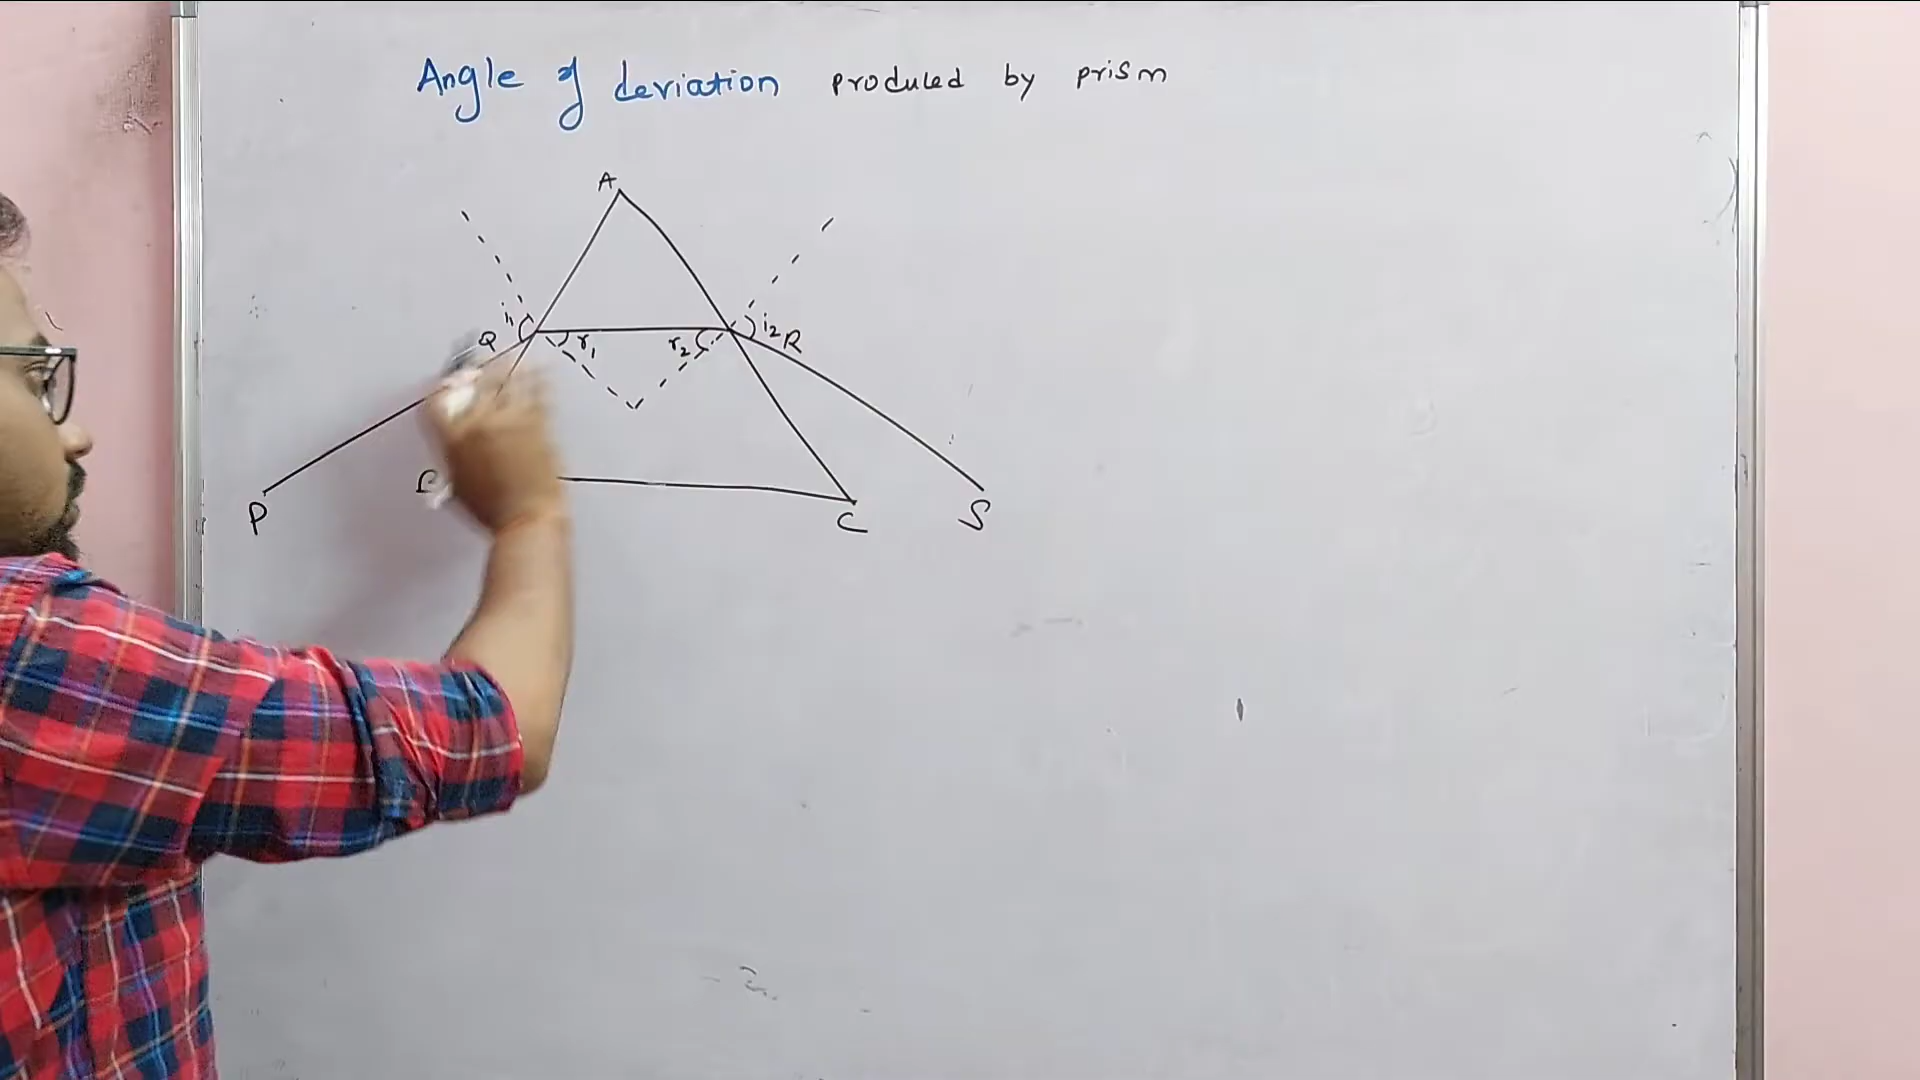 Angle of deviation produced by prism
A
i1
Q
r1
r2
i2
R
B
P
C
S